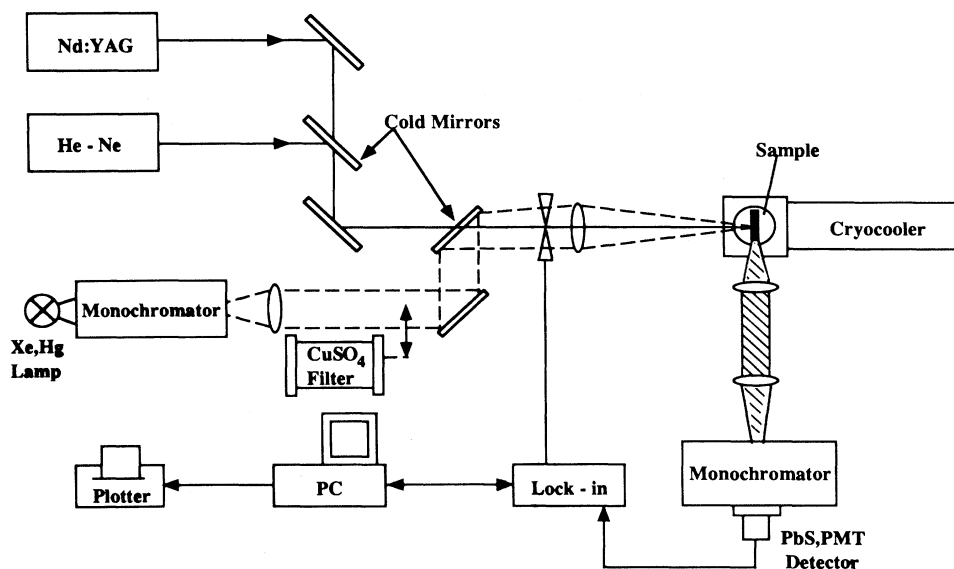 Nd:YAG
He - Ne
Cold Mirrors
Sample
Cryocooler
Monochromator
Xe,Hg
Lamp
CuSO4
Filter
Plotter
PC
Lock - in
Monochromator
PbS,PMT
Detector